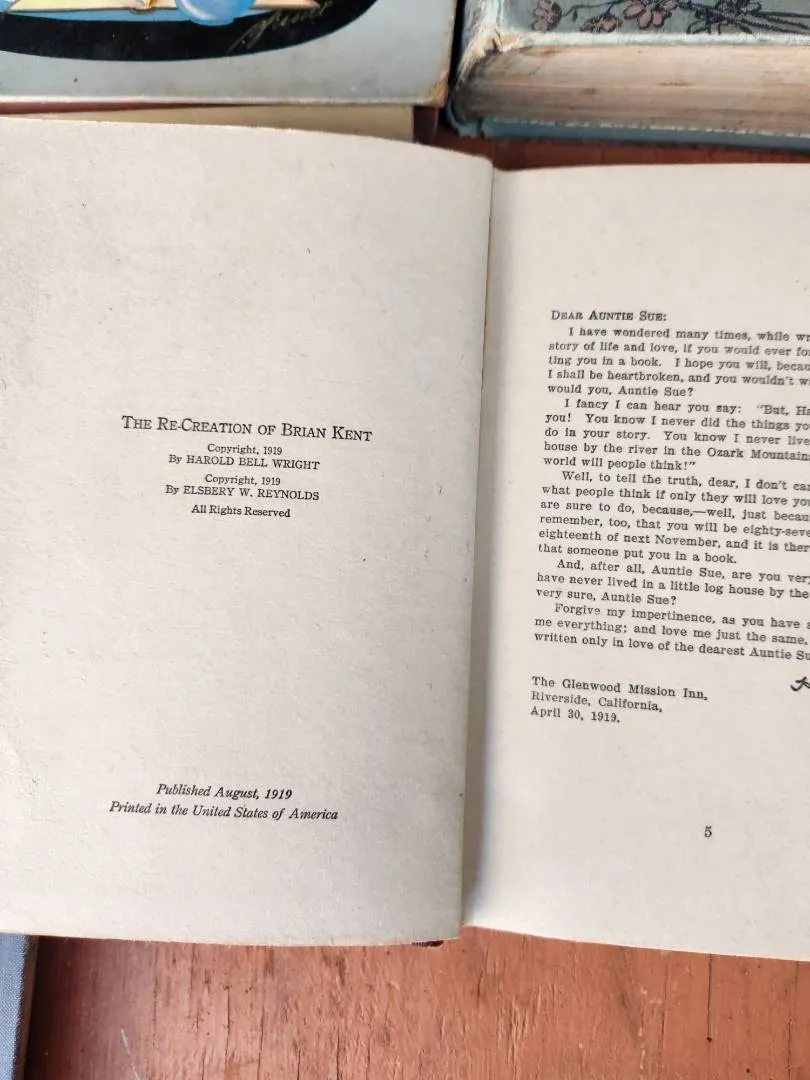 THE RE-CREATION OF BRIAN KENT
Copyright, 1919
By HAROLD BELL WRIGHT
Copyright, 1919
By ELSBERY W. REYNOLDS
All Rights Reserved
Published August, 1919
Printed in the United States of America
DEAR AUNTIE SUE:
I have wondered many times, while
story of life and love, if you would ever
ting you in a book. I hope you will,
I shall be heartbroken, and you wouldn't
would you, Auntie Sue?
I fancy I can hear you say: "But,
you! You know I never did the things
do in your story. You know I never
house by the river in the Ozark
world will people think!"
Well, to tell the truth, dear, I don't
what people think if only they will love
are sure to do, because,—well, just
remember, too, that you will be
eighteenth of next November, and it is
that someone put you in a book.
And, after all, Auntie Sue, are you
have never lived in a little log house by the
very sure, Auntie Sue?
Forgive my impertinence, as you have
me everything; and love me just the same,
written only in love of the dearest Auntie
The Glenwood Mission Inn,
Riverside, California,
April 30, 1919.
5